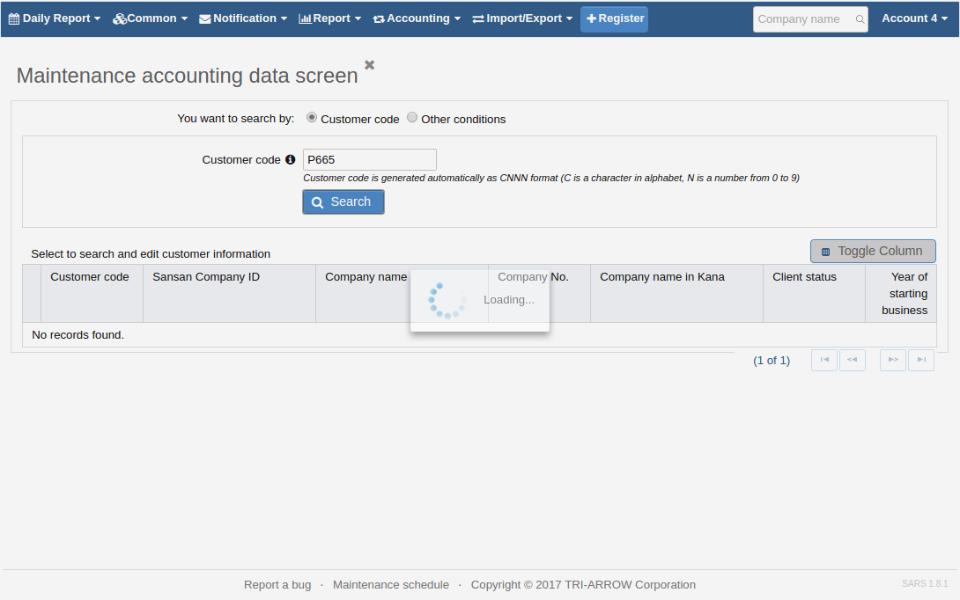 Daily Report Common Notification Report Accounting Import/Export Register Company name Account 4
Maintenance accounting data screen
You want to search by: Customer code Other conditions
Customer code P665
Customer code is generated automatically as CNNN format (C is a character in alphabet, N is a number from 0 to 9)
Search
Select to search and edit customer information Toggle Column
Customer code Sansan Company ID Company name Company No. Company name in Kana Client status Year of
starting
business
Loading...
No records found.
(1 of 1)
Report a bug · Maintenance schedule · Copyright © 2017 TRI-ARROW Corporation SARS 1.8.1